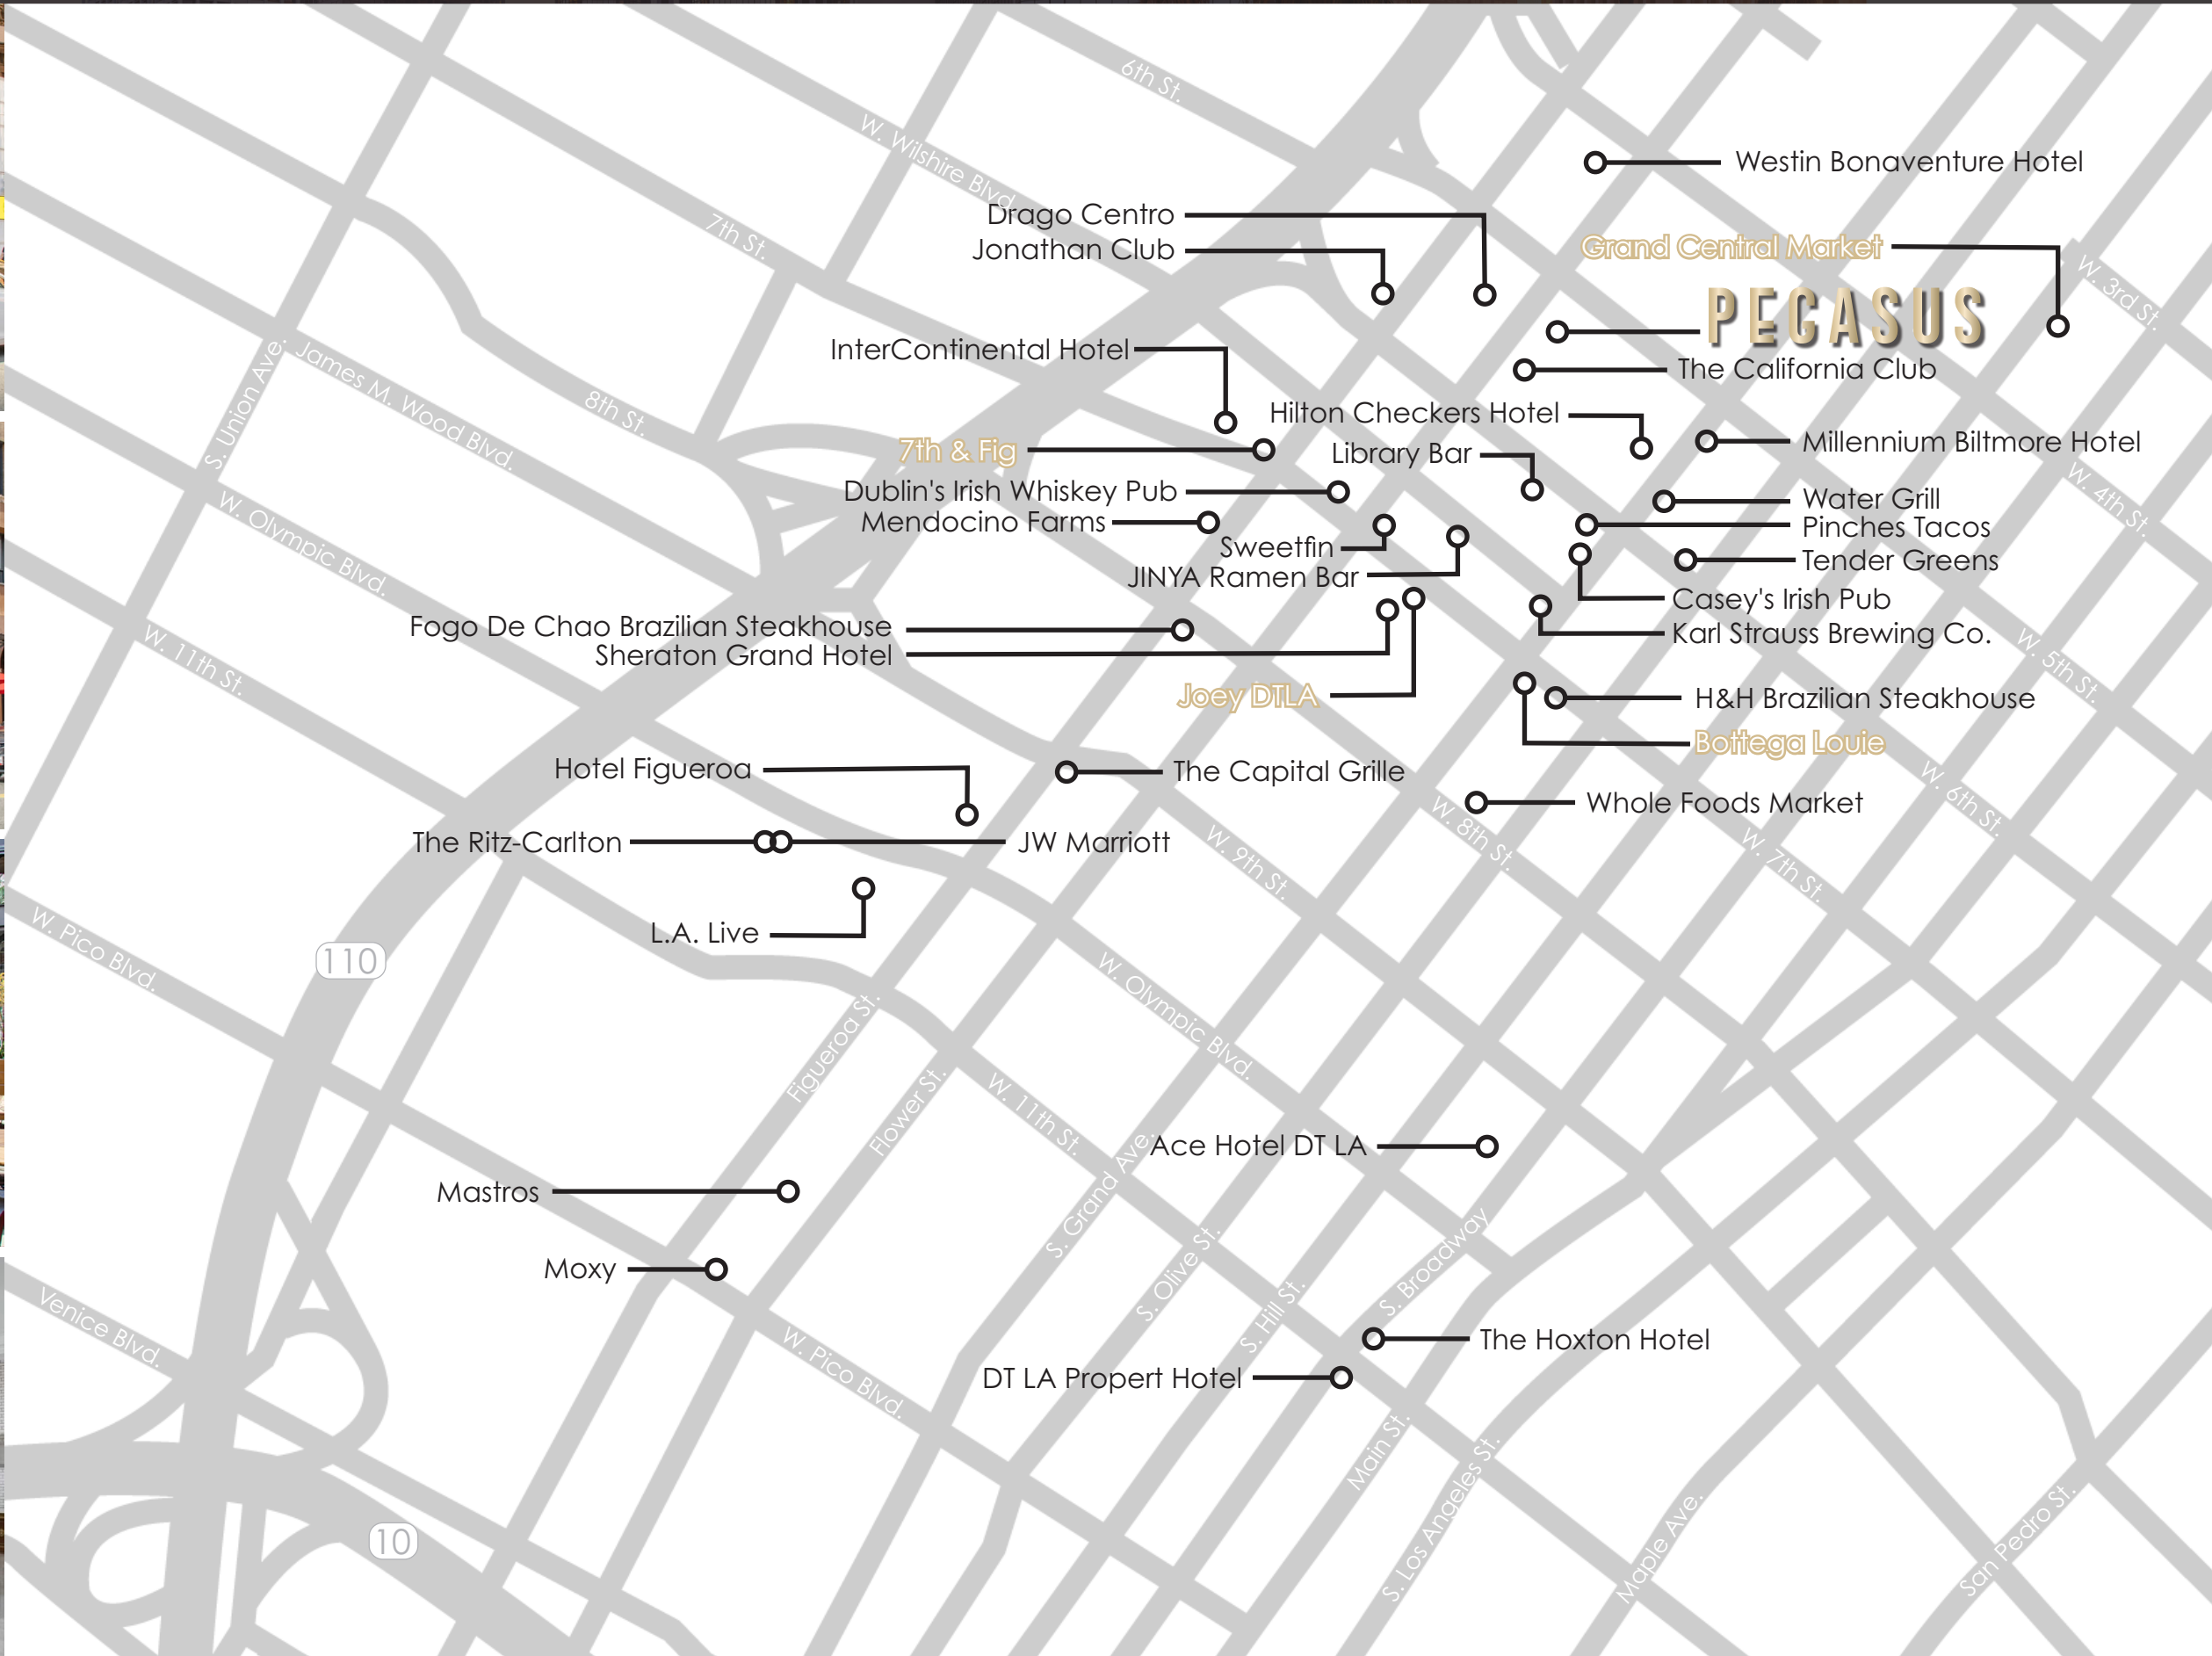 6th St.
W. Wilshire Blvd.
Westin Bonaventure Hotel
Drago Centro
7th St.
Jonathan Club
Grand Central Market
W. 3rd St.
PEGASUS
InterContinental Hotel
The California Club
S. Union Ave.
James M. Wood Blvd.
8th St.
Hilton Checkers Hotel
7th & Fig
Library Bar
Millennium Biltmore Hotel
Dublin's Irish Whiskey Pub
Water Grill
W. 4th St.
Mendocino Farms
Pinches Tacos
W. Olympic Blvd.
Sweetfin
Tender Greens
JINYA Ramen Bar
Casey's Irish Pub
Fogo De Chao Brazilian Steakhouse
Karl Strauss Brewing Co.
Sheraton Grand Hotel
W. 11th St.
W. 5th St.
Joey DTLA
H&H Brazilian Steakhouse
Bottega Louie
Hotel Figueroa
The Capital Grille
W. 6th St.
Whole Foods Market
W. 8th St.
The Ritz-Carlton
JW Marriott
W. 9th St.
W. 7th St.
L.A. Live
W. Pico Blvd.
110
W. Olympic Blvd.
Figueroa St.
Flower St.
W. 11th St.
Ace Hotel DT LA
Mastros
S. Grand Ave.
Moxy
S. Olive St.
S. Hill St.
S. Broadway
Venice Blvd.
The Hoxton Hotel
W. Pico Blvd.
DT LA Propert Hotel
Main St.
S. Los Angeles St.
10
Maple Ave.
San Pedro St.